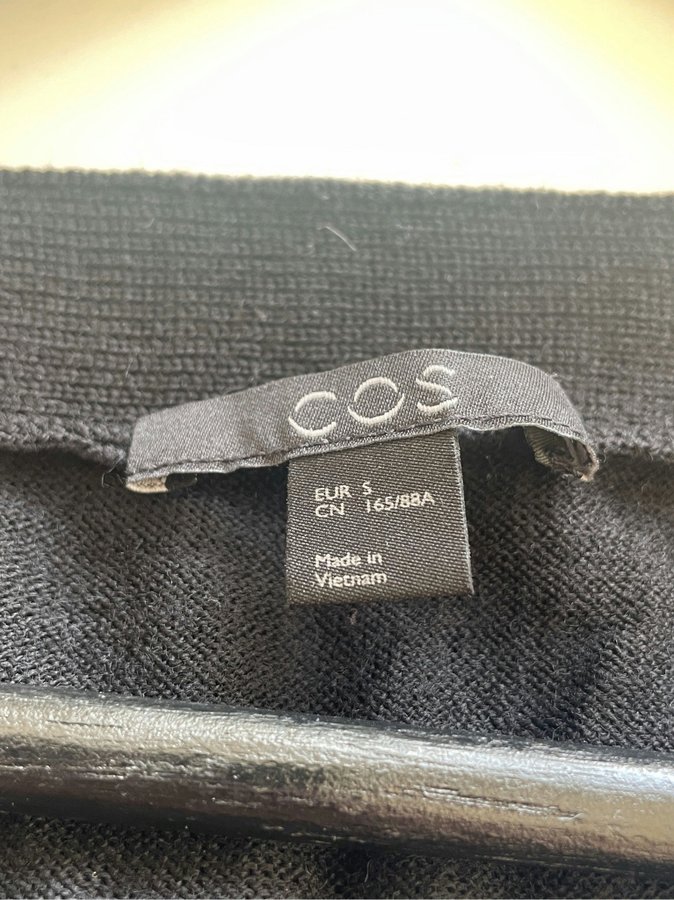 COS
EUR S
CN 165/88A
Made in
Vietnam